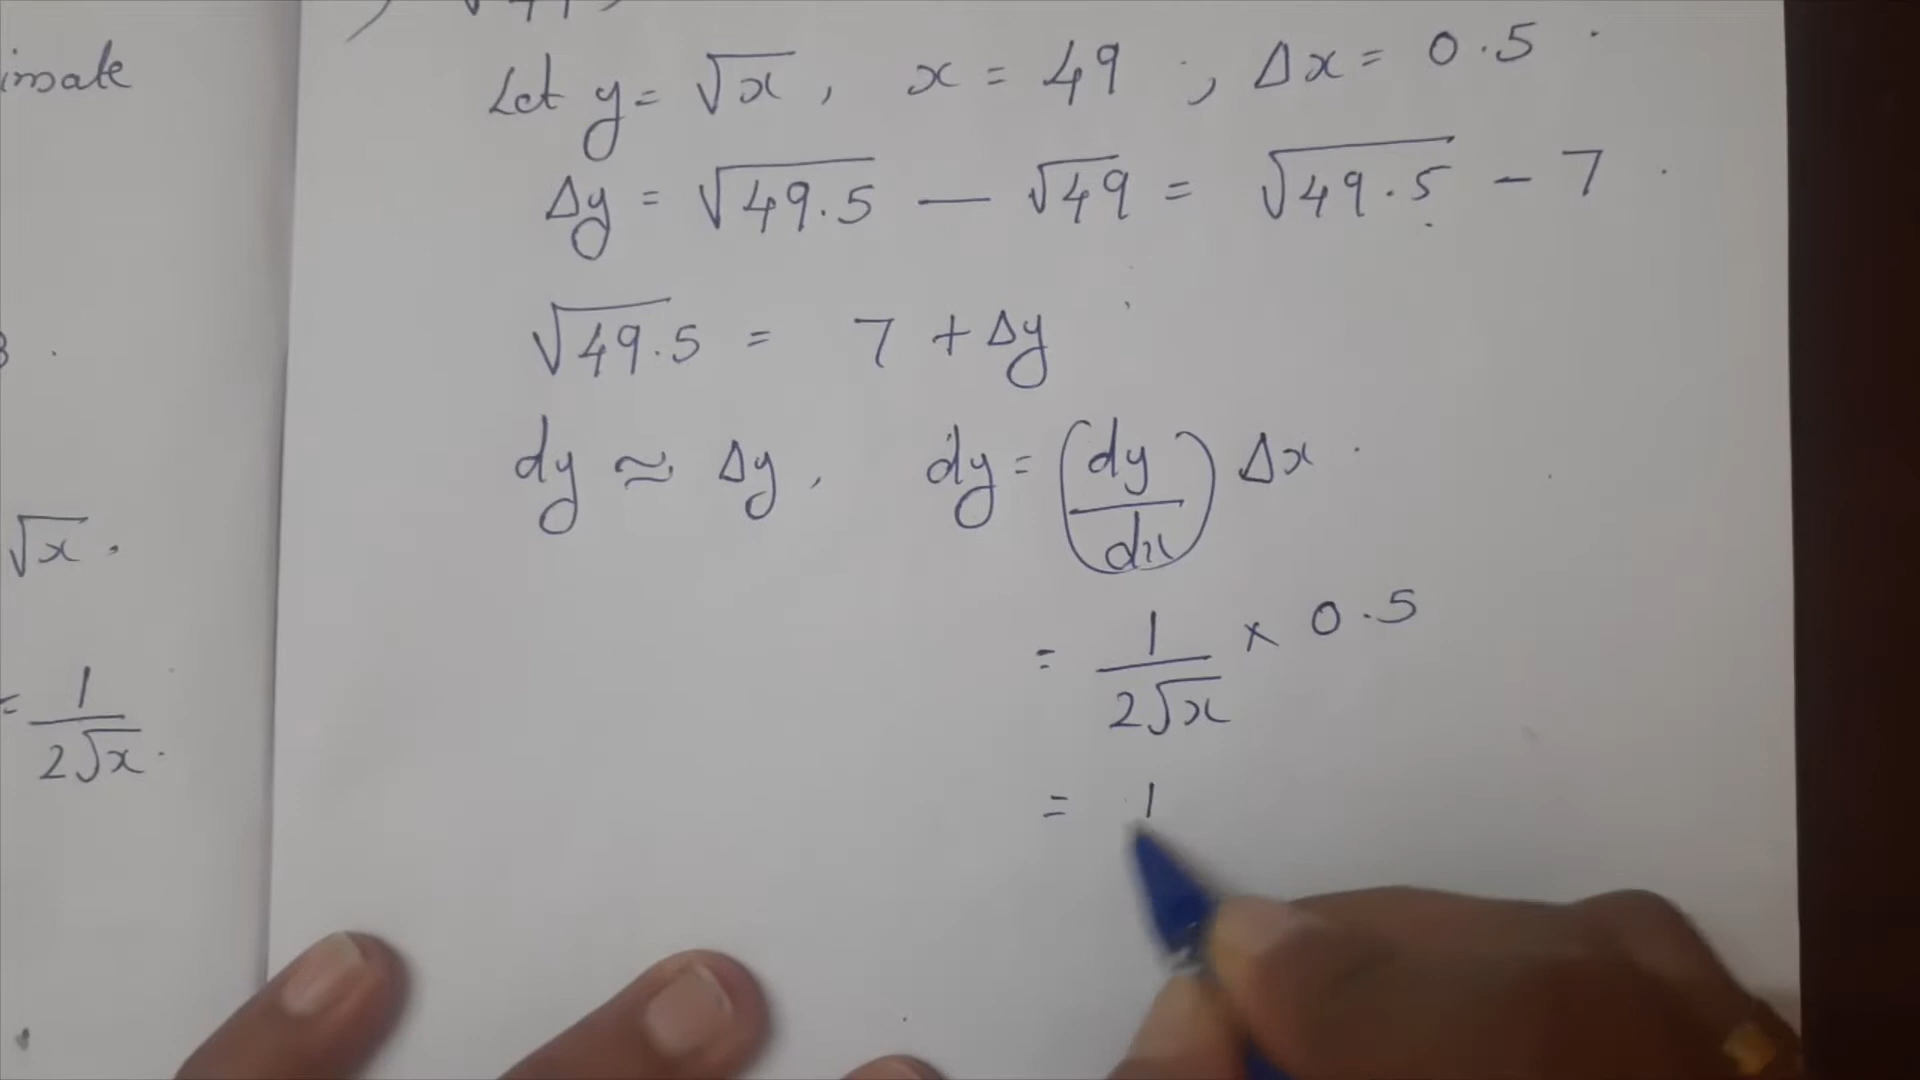 imate
√x.
= 1/2√x.
Let y = √x, x = 49, Δx = 0.5.
Δy = √49.5 — √49 = √49.5 - 7.
√49.5 = 7 + Δy
dy ≈ Δy, dy = (dy/dx) Δx.
= 1/2√x × 0.5
= 1